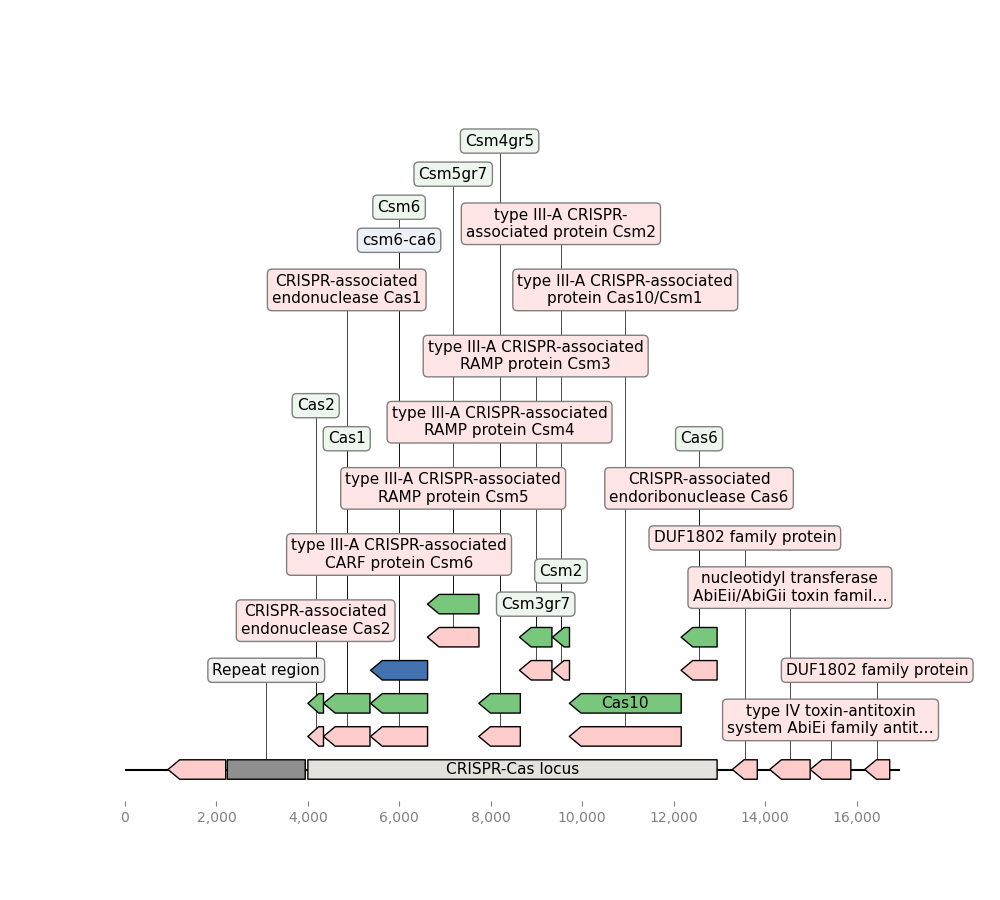 Csm4gr5
Csm5gr7
Csm6
type III-A CRISPR-
associated protein Csm2
csm6-ca6
CRISPR-associated
endonuclease Cas1
type III-A CRISPR-associated
protein Cas10/Csm1
type III-A CRISPR-associated
RAMP protein Csm3
Cas2
type III-A CRISPR-associated
RAMP protein Csm4
Cas1
Cas6
type III-A CRISPR-associated
RAMP protein Csm5
CRISPR-associated
endoribonuclease Cas6
DUF1802 family protein
type III-A CRISPR-associated
CARF protein Csm6
Csm2
nucleotidyl transferase
AbiEii/AbiGii toxin famil...
Csm3gr7
CRISPR-associated
endonuclease Cas2
Repeat region
DUF1802 family protein
Cas10
type IV toxin-antitoxin
system AbiEi family antit...
CRISPR-Cas locus
0 2,000 4,000 6,000 8,000 10,000 12,000 14,000 16,000